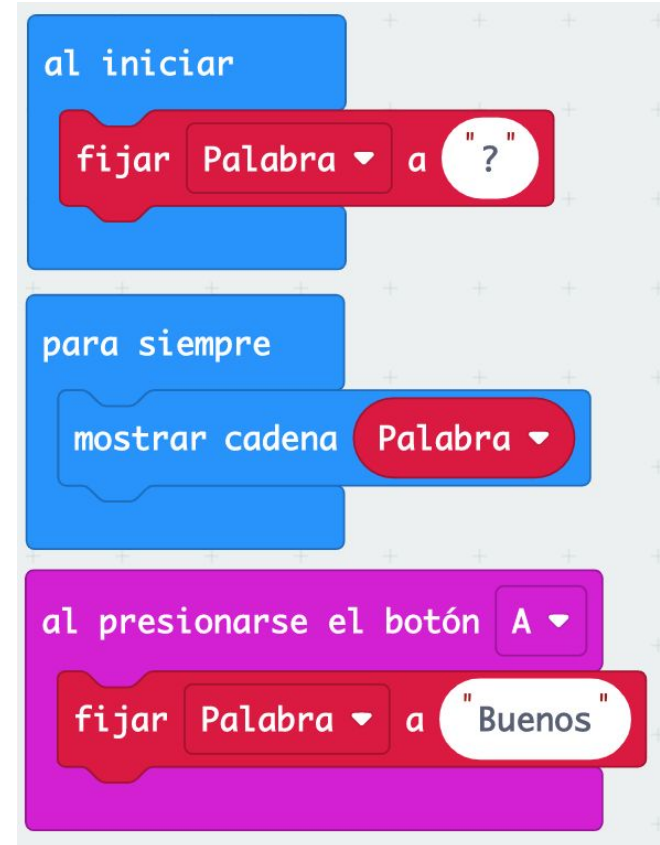 al iniciar
fijar Palabra a "?"
para siempre
mostrar cadena Palabra
al presionarse el botón A
fijar Palabra a "Buenos"